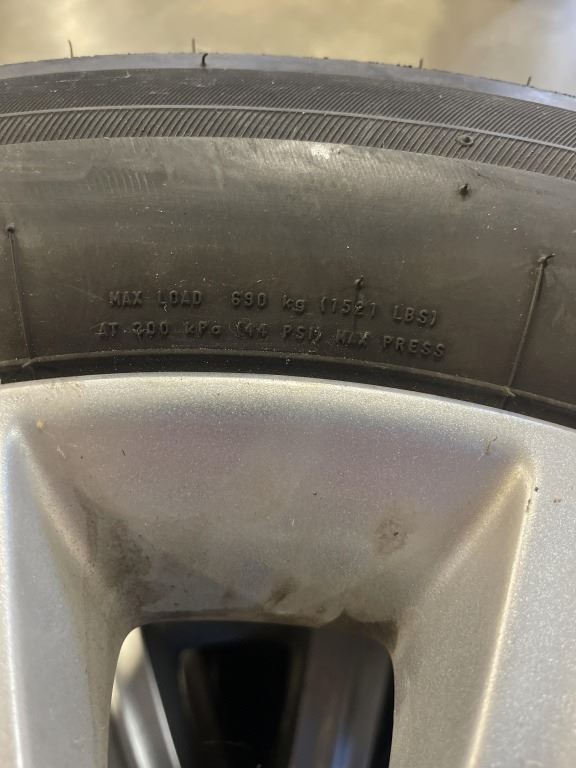 MAX LOAD 690 kg (1521 LBS)
AT 300 kPa (44 PSI) MAX PRESS